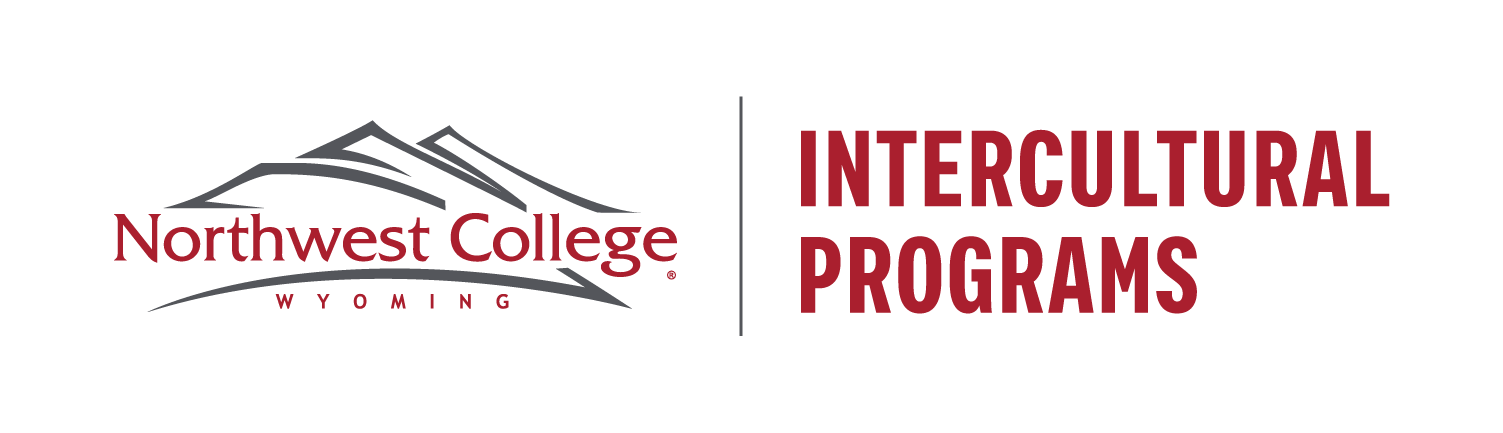 Northwest College®
WYOMING
INTERCULTURAL
PROGRAMS